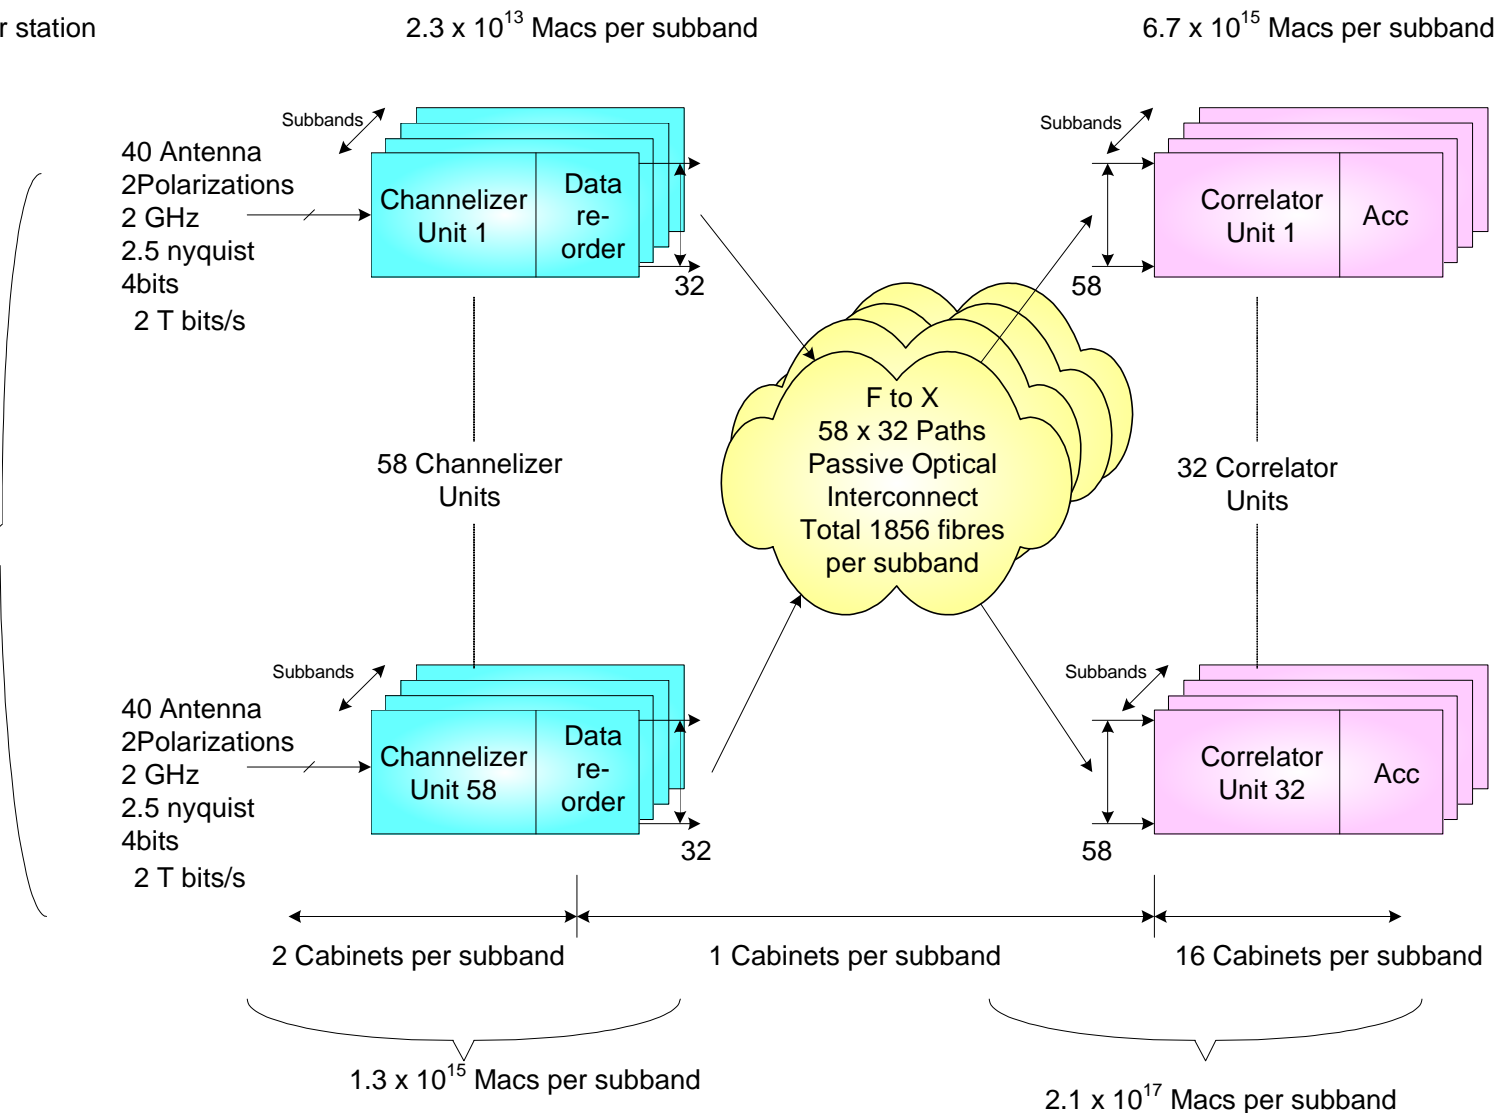 r station
2.3 x 10^13 Macs per subband
6.7 x 10^15 Macs per subband
Subbands
40 Antenna
2Polarizations
2 GHz
2.5 nyquist
4bits
2 T bits/s
Channelizer
Unit 1
Data
re-
order
32
Subbands
58
Correlator
Unit 1
Acc
58 Channelizer
Units
F to X
58 x 32 Paths
Passive Optical
Interconnect
Total 1856 fibres
per subband
32 Correlator
Units
Subbands
40 Antenna
2Polarizations
2 GHz
2.5 nyquist
4bits
2 T bits/s
Channelizer
Unit 58
Data
re-
order
32
Subbands
58
Correlator
Unit 32
Acc
2 Cabinets per subband
1 Cabinets per subband
16 Cabinets per subband
1.3 x 10^15 Macs per subband
2.1 x 10^17 Macs per subband